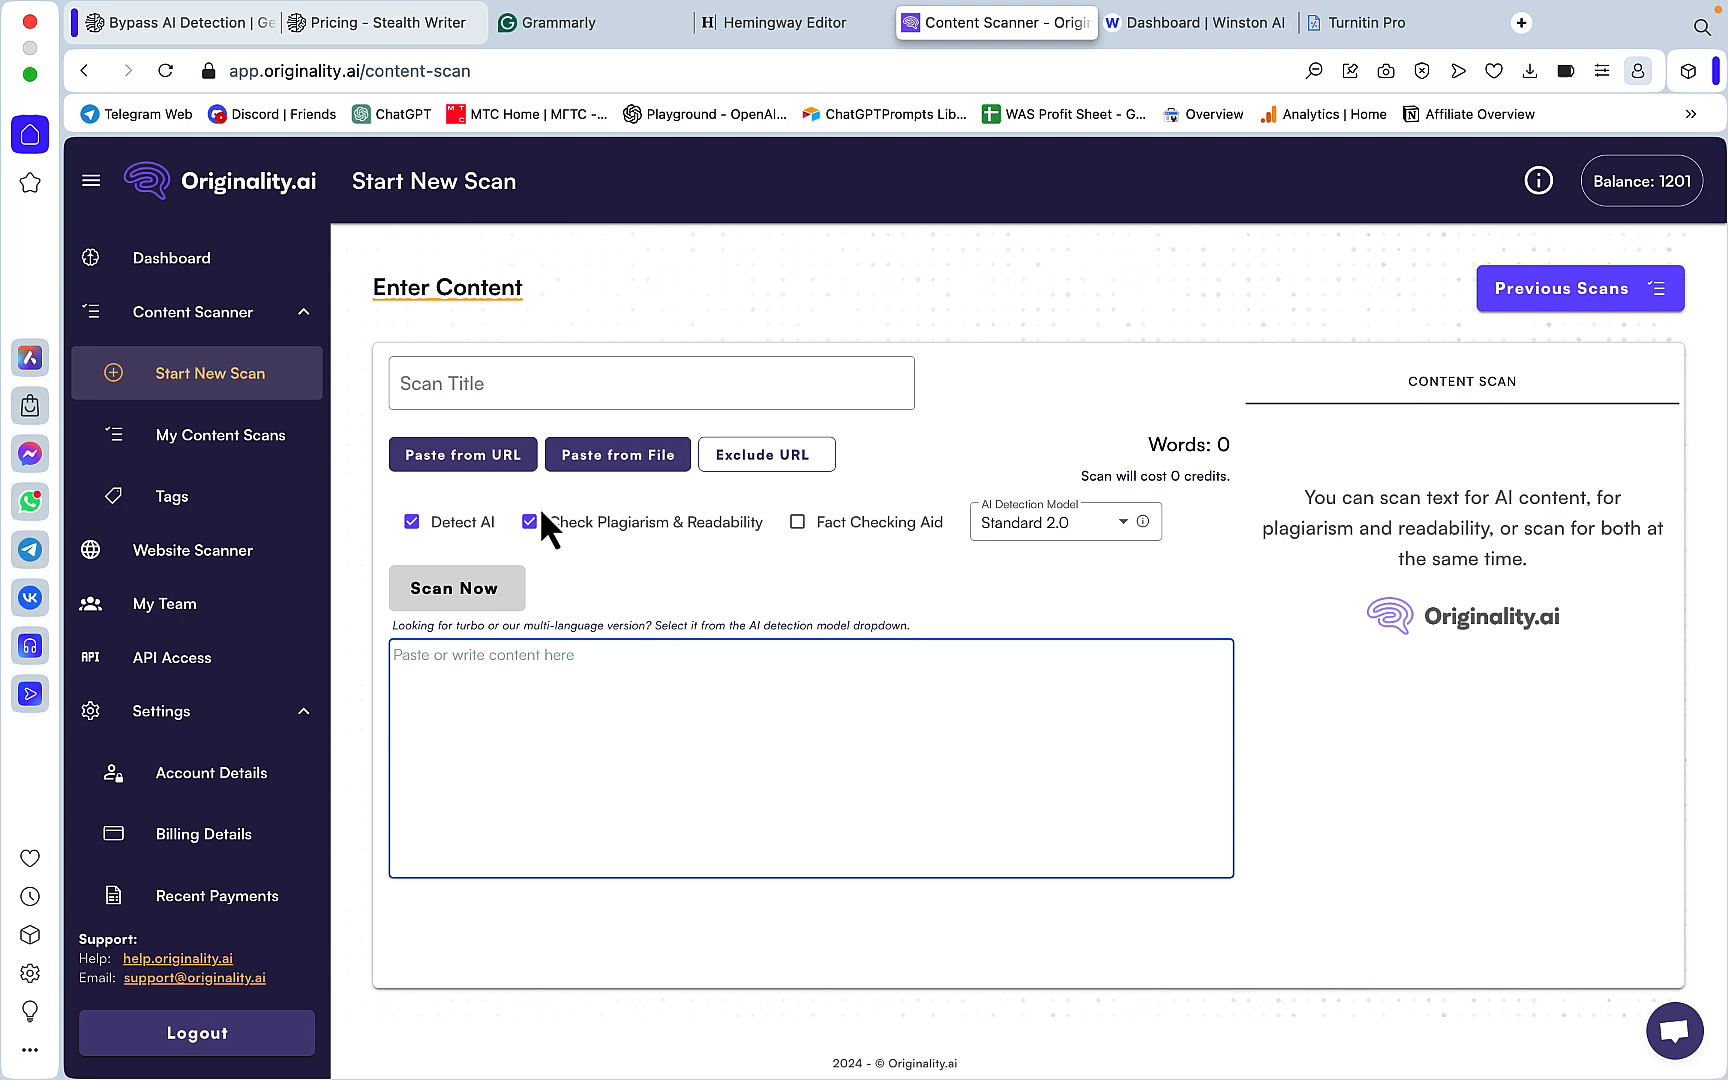 Bypass AI Detection | Ge
Pricing - Stealth Writer
Grammarly
Hemingway Editor
Content Scanner - Origin
Dashboard | Winston AI
Turnitin Pro
app.originality.ai/content-scan
Telegram Web
Discord | Friends
ChatGPT
МТС Home | МГТС -...
Playground - OpenAI...
ChatGPTPrompts Lib...
WAS Profit Sheet - G...
Overview
Analytics | Home
Affiliate Overview
Originality.ai
Start New Scan
Balance: 1201
Dashboard
Content Scanner
Start New Scan
My Content Scans
Tags
Website Scanner
My Team
API
API Access
Settings
Account Details
Billing Details
Recent Payments
Support:
Help: help.originality.ai
Email: support@originality.ai
Logout
Enter Content
Previous Scans
Scan Title
Paste from URL
Paste from File
Exclude URL
Words: 0
Scan will cost 0 credits.
Detect AI
Check Plagiarism & Readability
Fact Checking Aid
AI Detection Model
Standard 2.0
Scan Now
Looking for turbo or our multi-language version? Select it from the AI detection model dropdown.
Paste or write content here
CONTENT SCAN
You can scan text for AI content, for
plagiarism and readability, or scan for both at
the same time.
Originality.ai
2024 - © Originality.ai